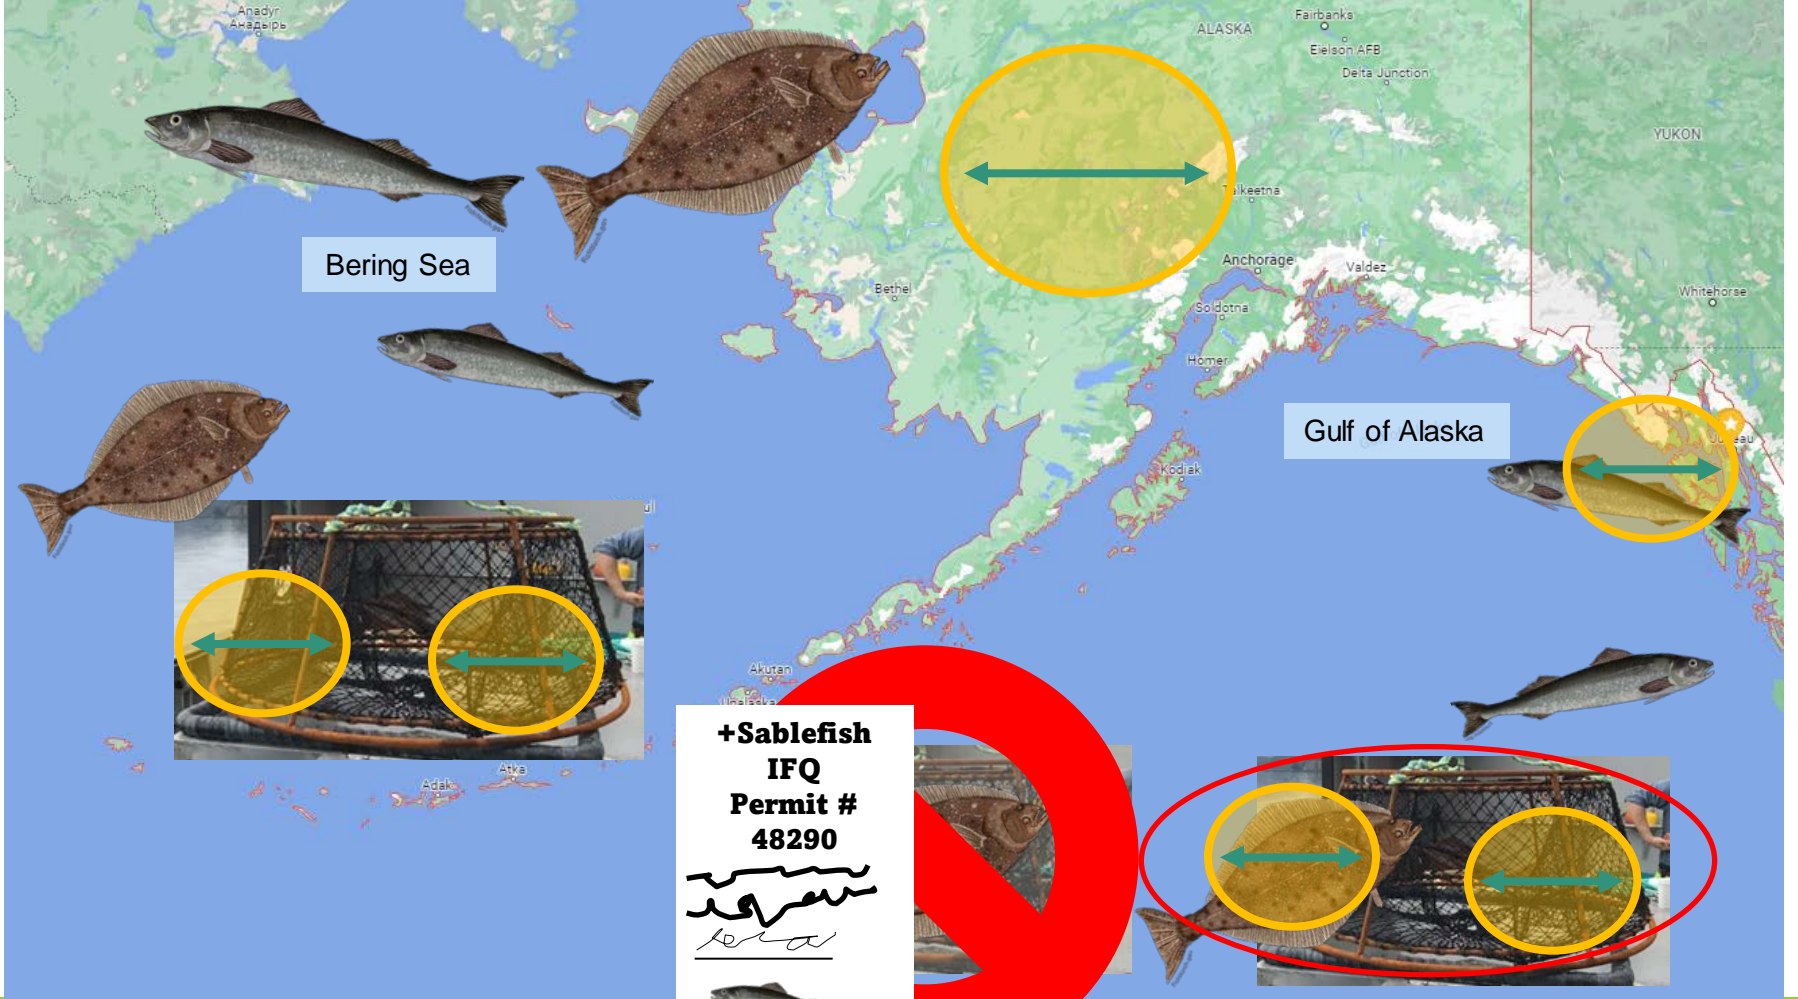 Anadyr
Анадырь
Fairbanks
ALASKA
Eielson AFB
Delta Junction
YUKON
Talkeetna
Bering Sea
Anchorage
Valdez
Bethel
Whitehorse
Soldotna
Homer
Gulf of Alaska
Juneau
Kodiak
Akutan
Unalaska
+Sablefish
IFQ
Permit #
48290
Atka
Adak